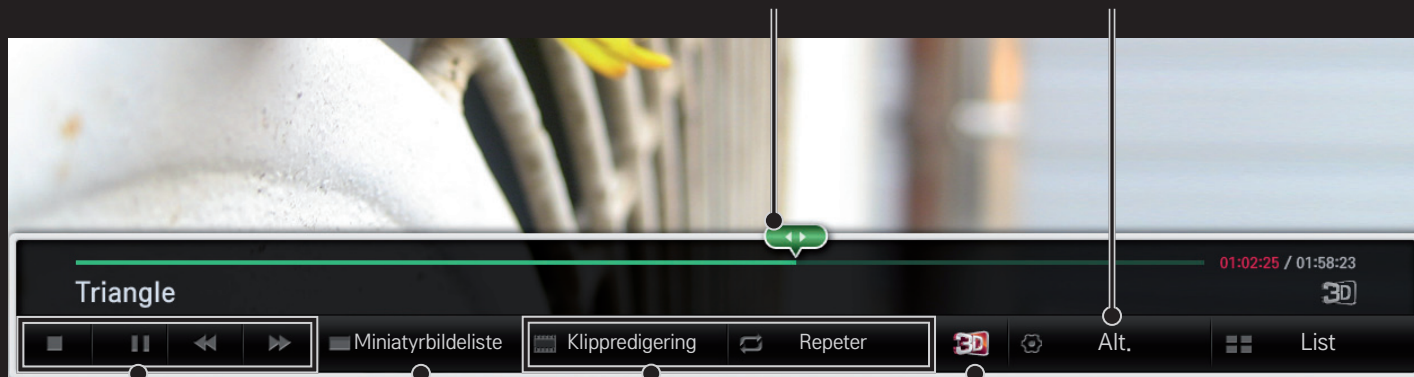 01:02:25 / 01:58:23
Triangle
3D
Miniatyrbildeliste
Klippredigering
Repeter
3D
Alt.
List